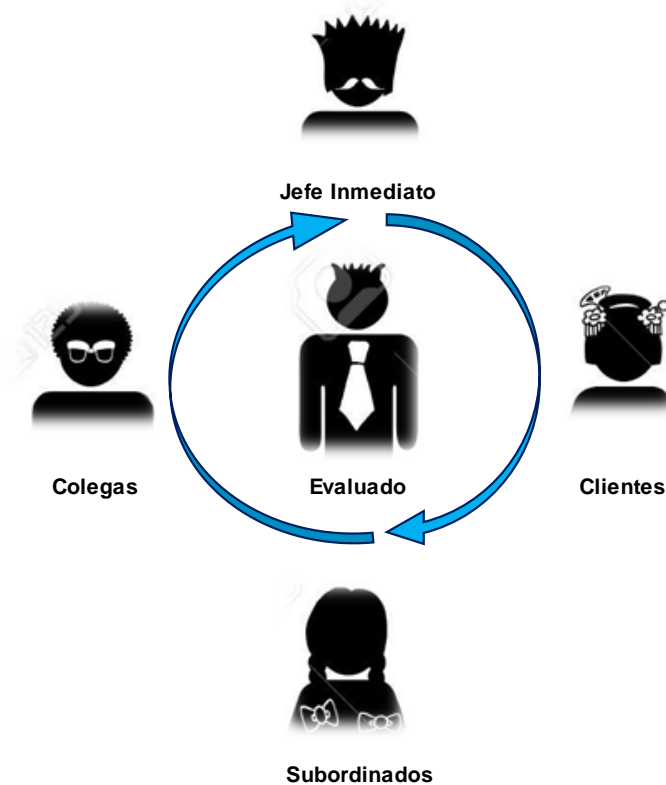 Jefe Inmediato
Colegas
Evaluado
Clientes
Subordinados